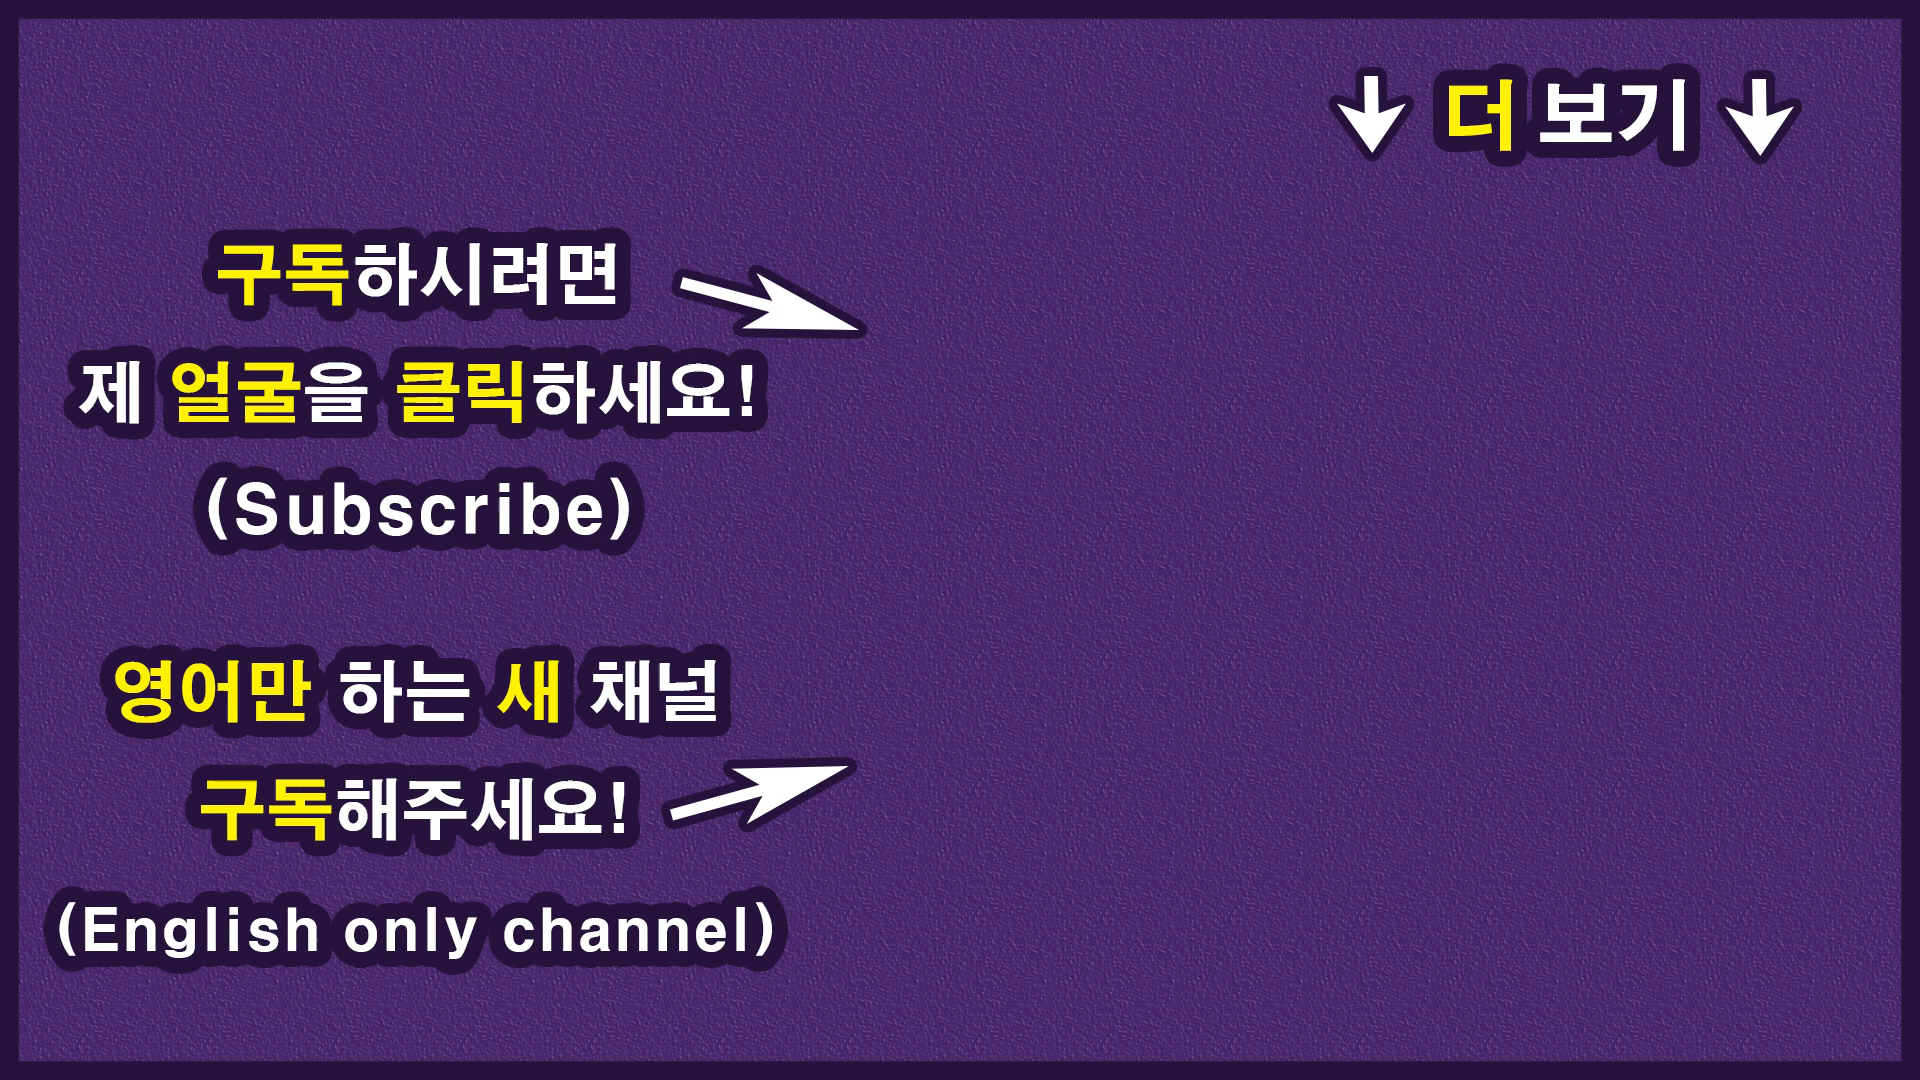 더 보기
구독하시려면
제 얼굴을 클릭하세요!
(Subscribe)
영어만 하는 새 채널
구독해주세요!
(English only channel)